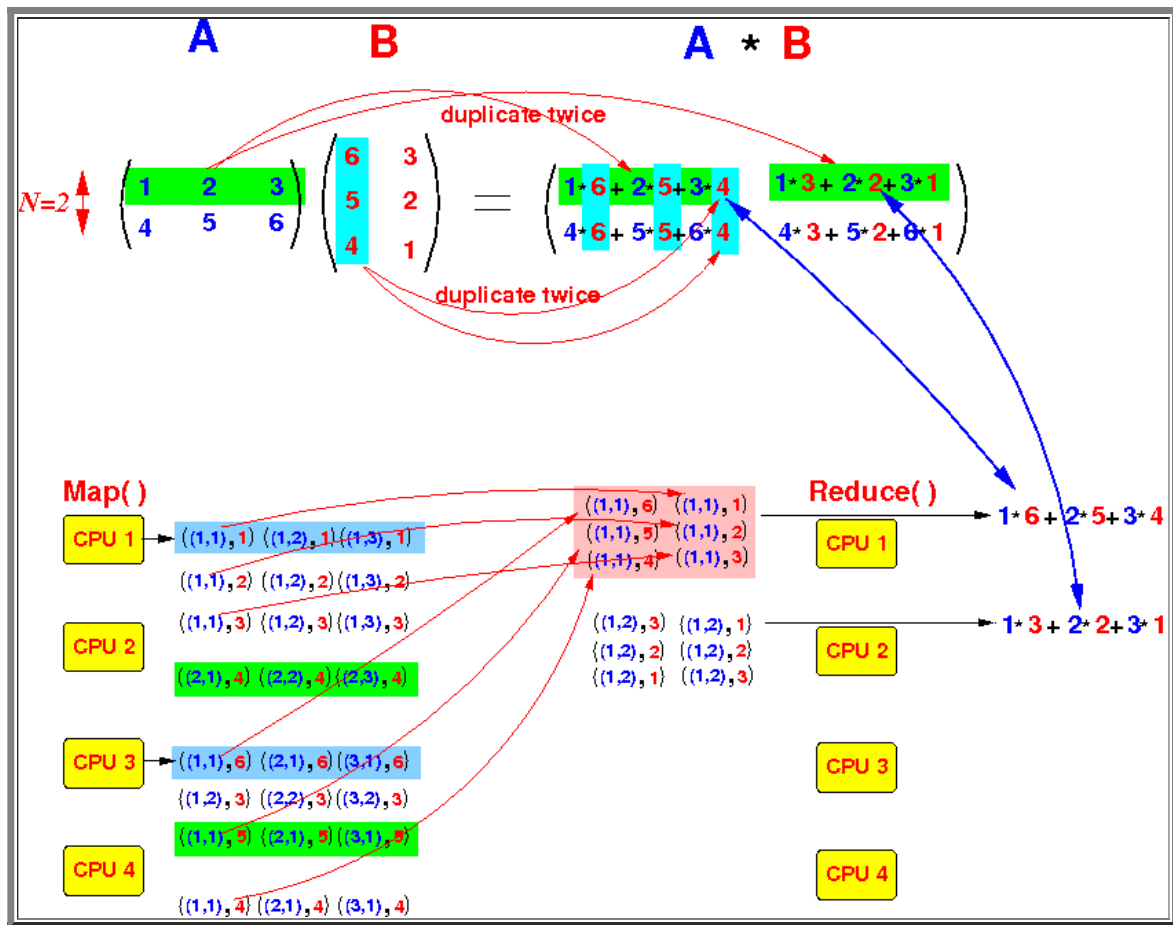 A B A * B
duplicate twice
N=2
1 2 3
4 5 6
6 3
5 2
4 1
=
1*6+2*5+3*4 1*3+2*2+3*1
4*6+5*5+6*4 4*3+5*2+6*1
duplicate twice
Map( )
CPU 1
((1,1),1) ((1,2),1) ((1,3),1)
((1,1),2) ((1,2),2) ((1,3),2)
((1,1),3) ((1,2),3) ((1,3),3)
CPU 2
((2,1),4) ((2,2),4) ((2,3),4)
CPU 3
((1,1),6) ((2,1),6) ((3,1),6)
((1,2),3) ((2,2),3) ((3,2),3)
((1,1),5) ((2,1),5) ((3,1),5)
CPU 4
((1,1),4) ((2,1),4) ((3,1),4)
((1,1),6) ((1,1),1)
((1,1),5) ((1,1),2)
((1,1),4) ((1,1),3)
((1,2),3) ((1,2),1)
((1,2),2) ((1,2),2)
((1,2),1) ((1,2),3)
Reduce( )
CPU 1
1*6+2*5+3*4
CPU 2
1*3+2*2+3*1
CPU 3
CPU 4